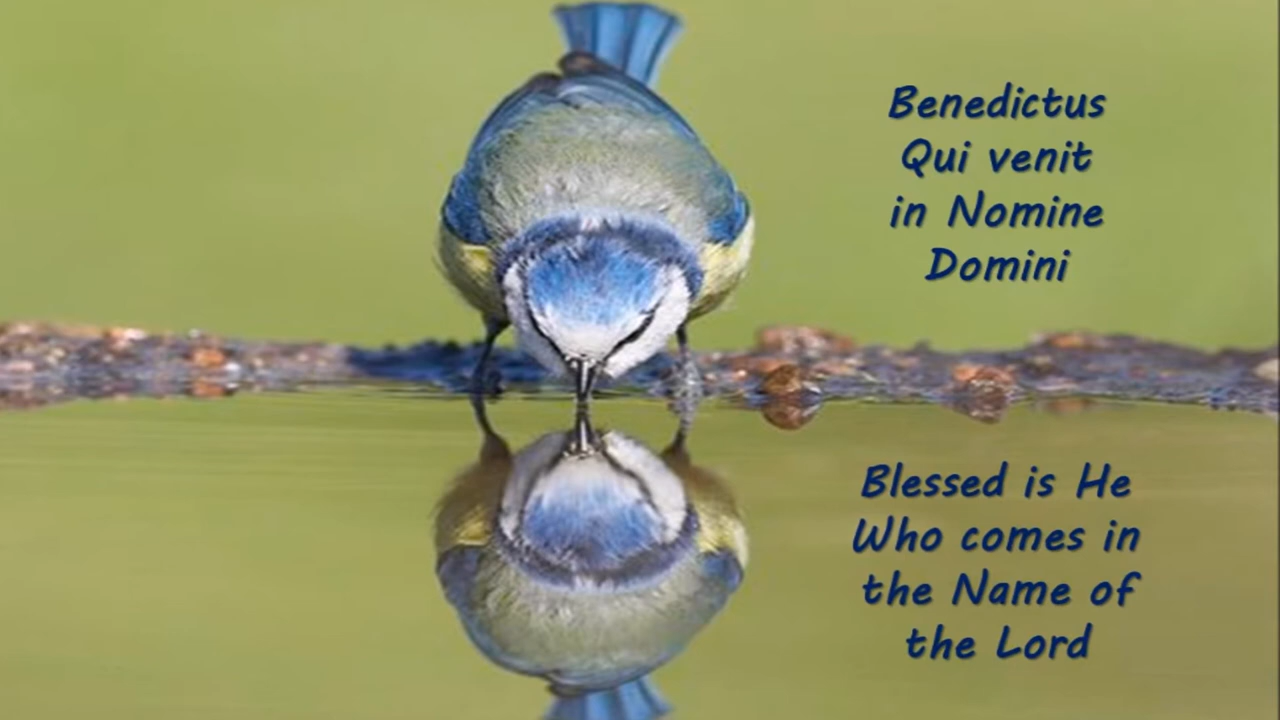 Benedictus
Qui venit
in Nomine
Domini
Blessed is He
Who comes in
the Name of
the Lord